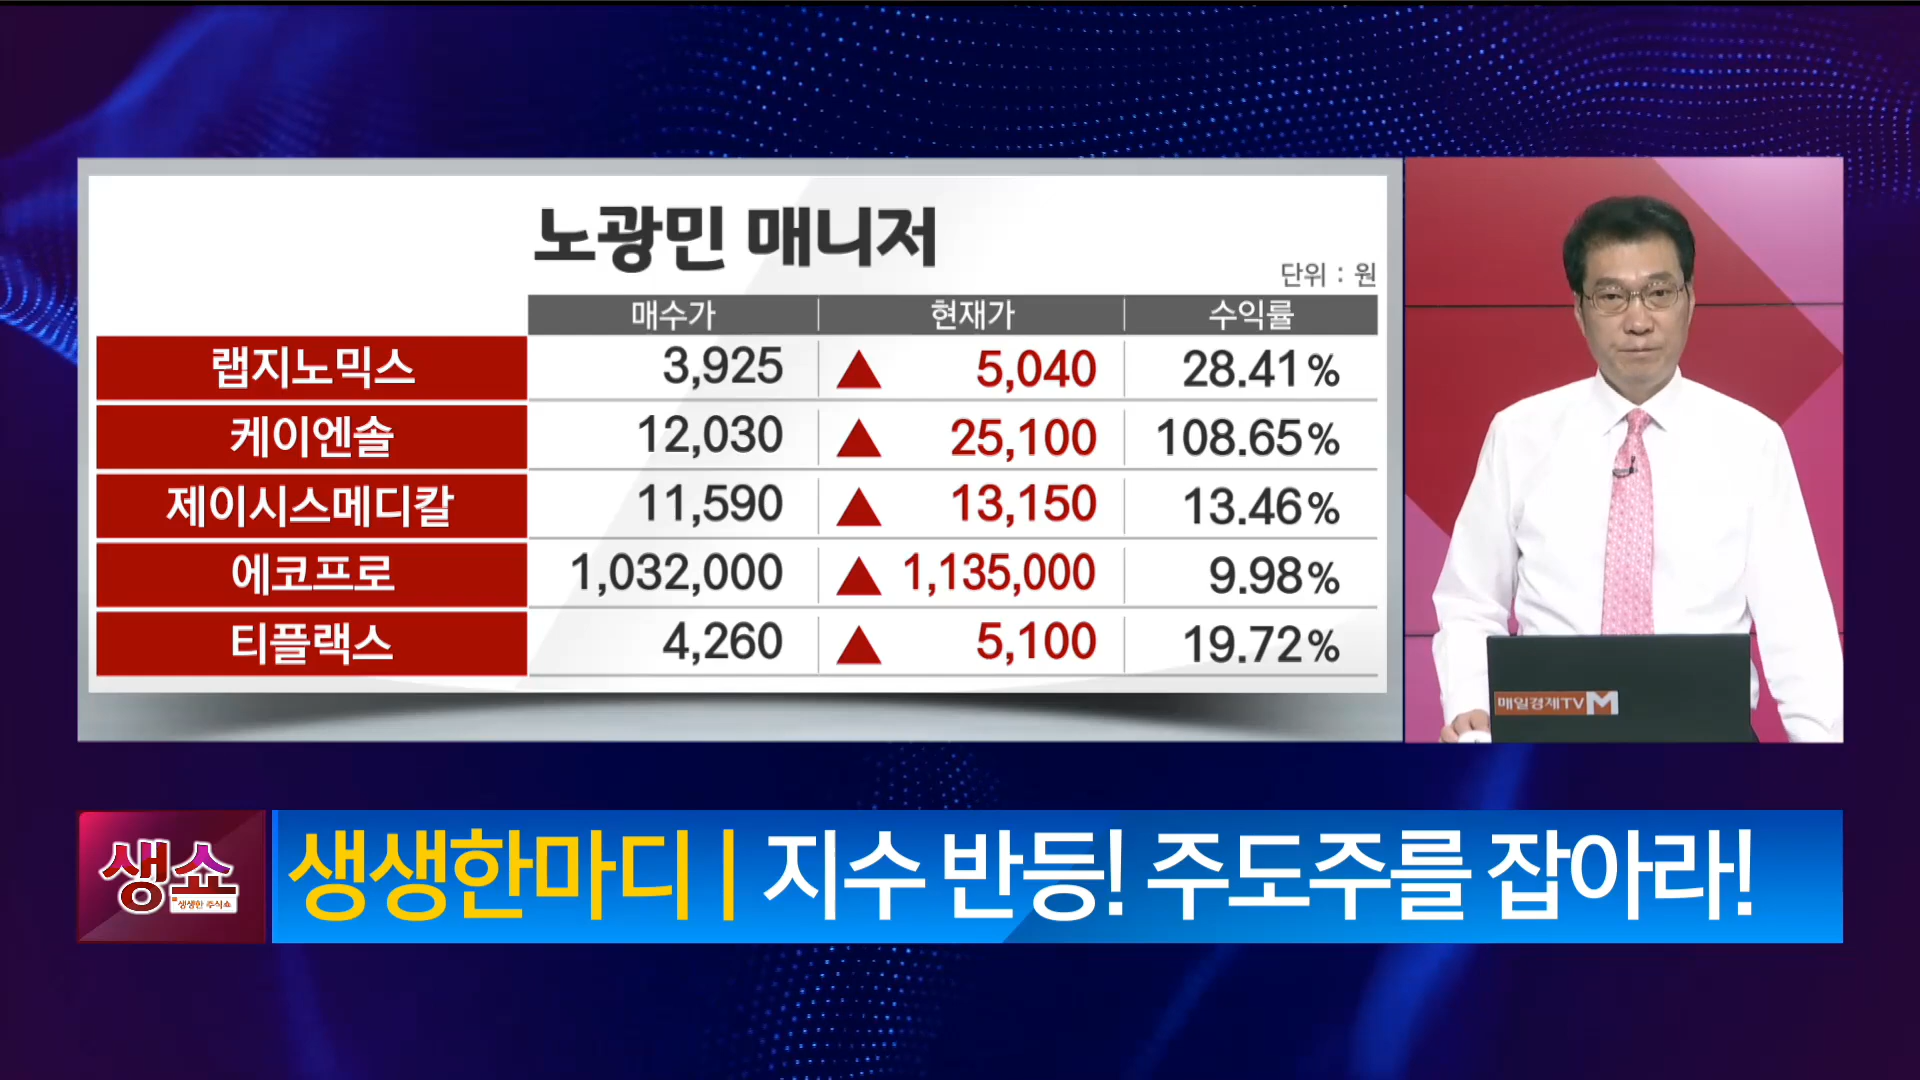 노광민 매니저
단위 : 원
매수가 현재가 수익률
랩지노믹스 3,925 ▲ 5,040 28.41%
케이엔솔 12,030 ▲ 25,100 108.65%
제이시스메디칼 11,590 ▲ 13,150 13.46%
에코프로 1,032,000 ▲ 1,135,000 9.98%
티플랙스 4,260 ▲ 5,100 19.72%
매일경제TV M
생쇼
생생한 주식쇼
생생한마디 | 지수 반등! 주도주를 잡아라!